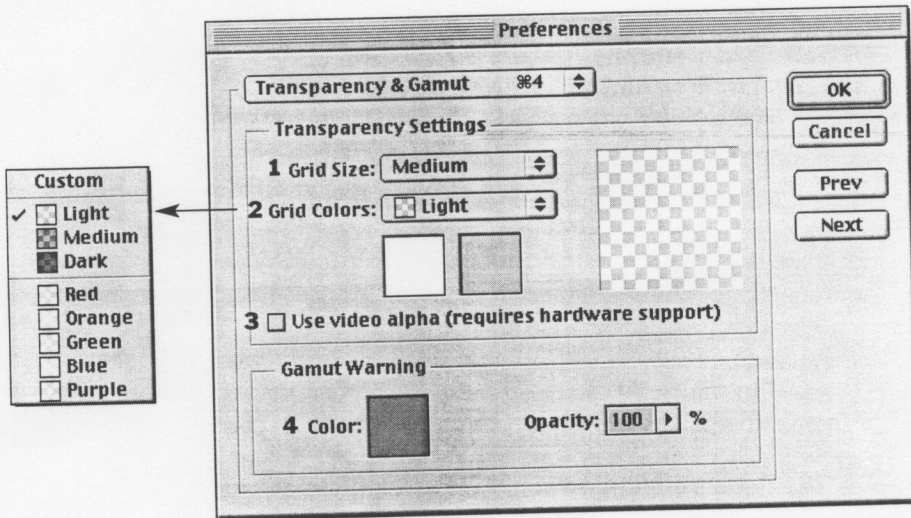 Preferences
Transparency & Gamut ⌘4
OK
Cancel
Prev
Next
Transparency Settings
1 Grid Size: Medium
2 Grid Colors: Light
3 Use video alpha (requires hardware support)
Gamut Warning
4 Color:
Opacity: 100 %
Custom
✓ Light
Medium
Dark
Red
Orange
Green
Blue
Purple